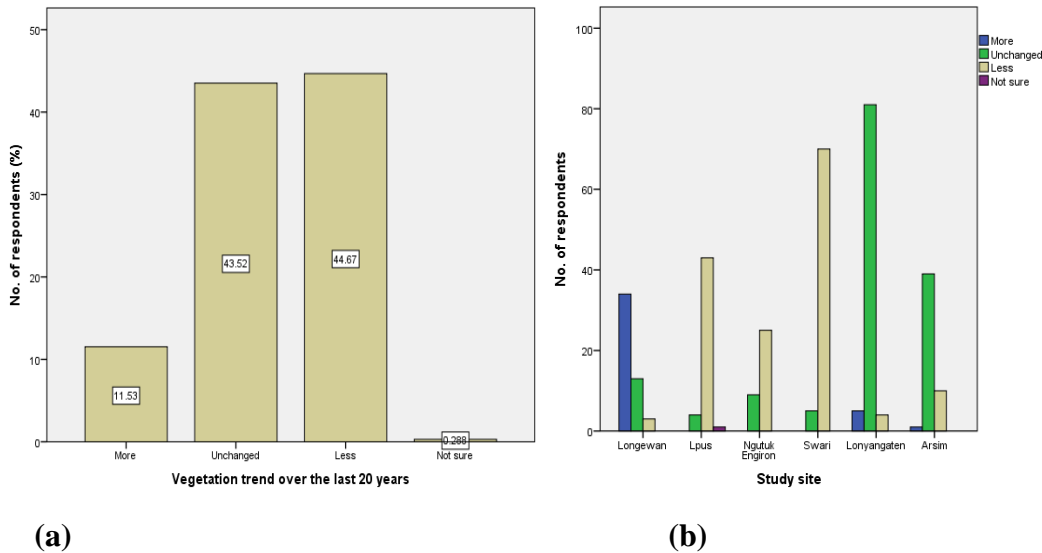 No. of respondents (%)
50
40
30
20
10
0
11.53
43.52
44.67
0.288
More
Unchanged
Less
Not sure
Vegetation trend over the last 20 years
(a)
No. of respondents
100
80
60
40
20
0
More
Unchanged
Less
Not sure
Longewan
Lpus
Ngutuk
Engiron
Swari
Lonyangaten
Arsim
Study site
(b)